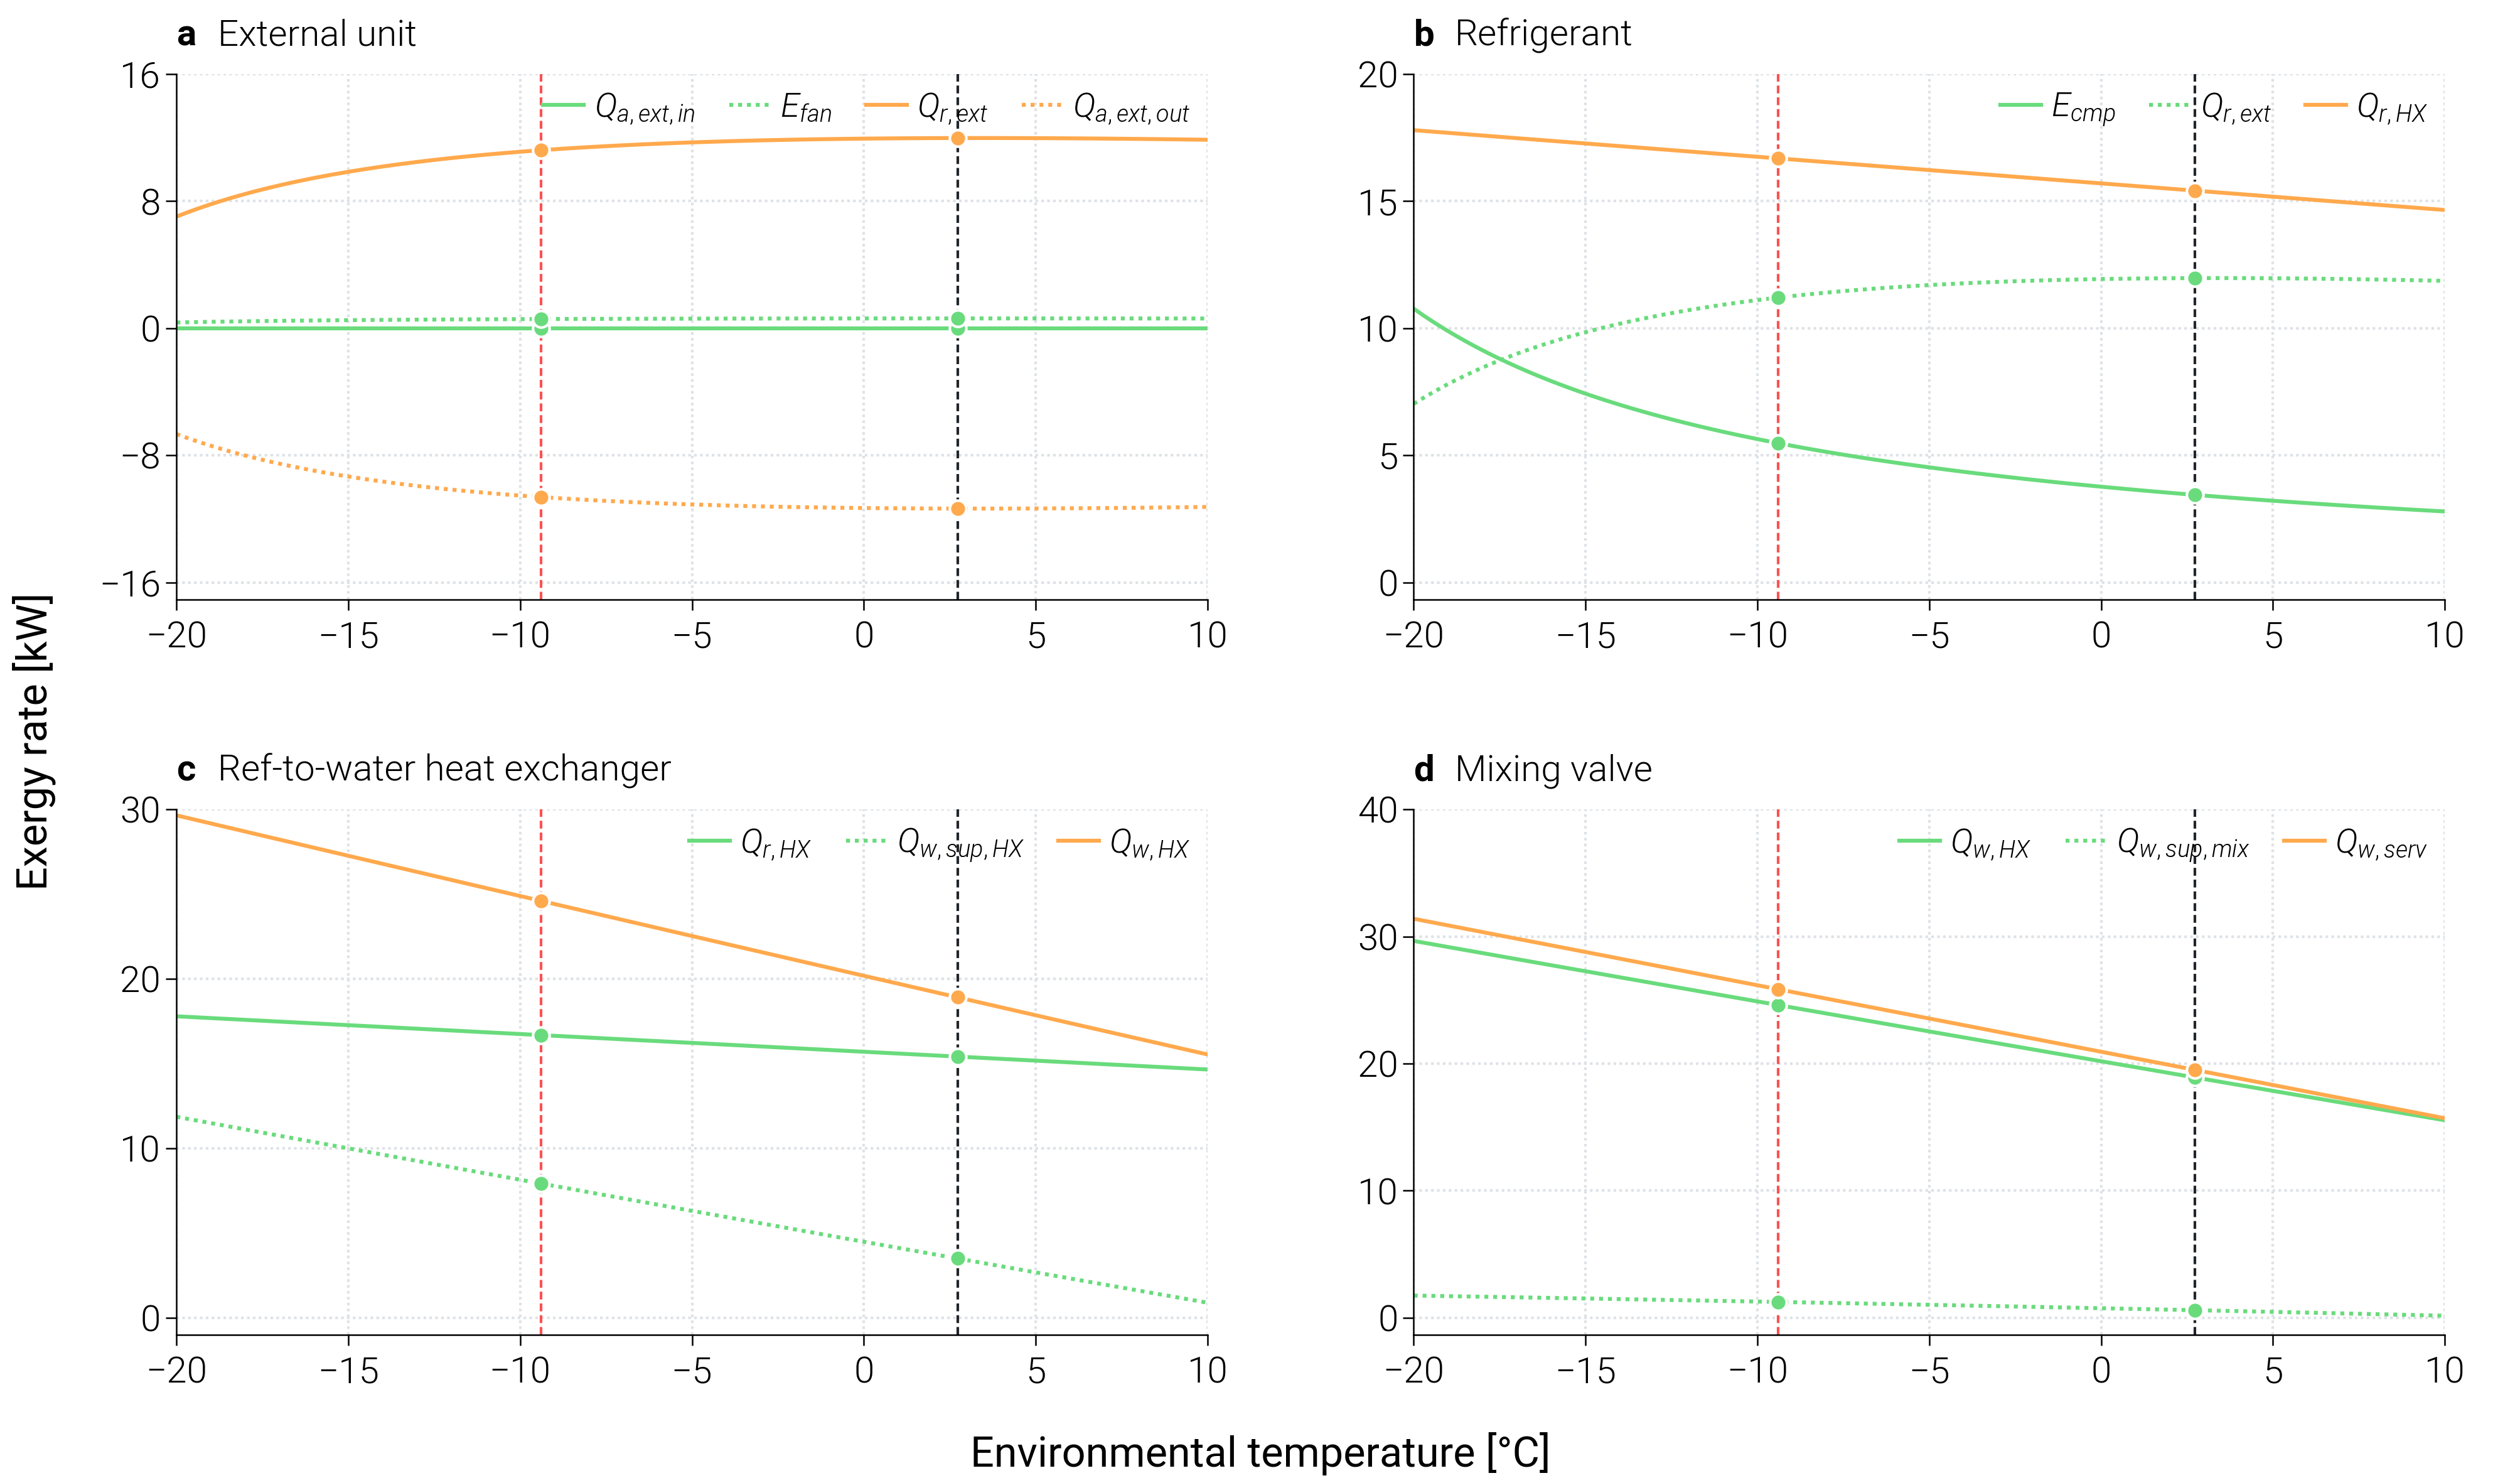 a External unit
16
8
0
−8
−16
−20 −15 −10 −5 0 5 10
Qa, ext, in Efan Qr, ext Qa, ext, out
b Refrigerant
20
15
10
5
0
−20 −15 −10 −5 0 5 10
Ecmp Qr, ext Qr, HX
c Ref-to-water heat exchanger
30
20
10
0
−20 −15 −10 −5 0 5 10
Qr, HX Qw, sup, HX Qw, HX
d Mixing valve
40
30
20
10
0
−20 −15 −10 −5 0 5 10
Qw, HX Qw, sup, mix Qw, serv
Exergy rate [kW]
Environmental temperature [°C]